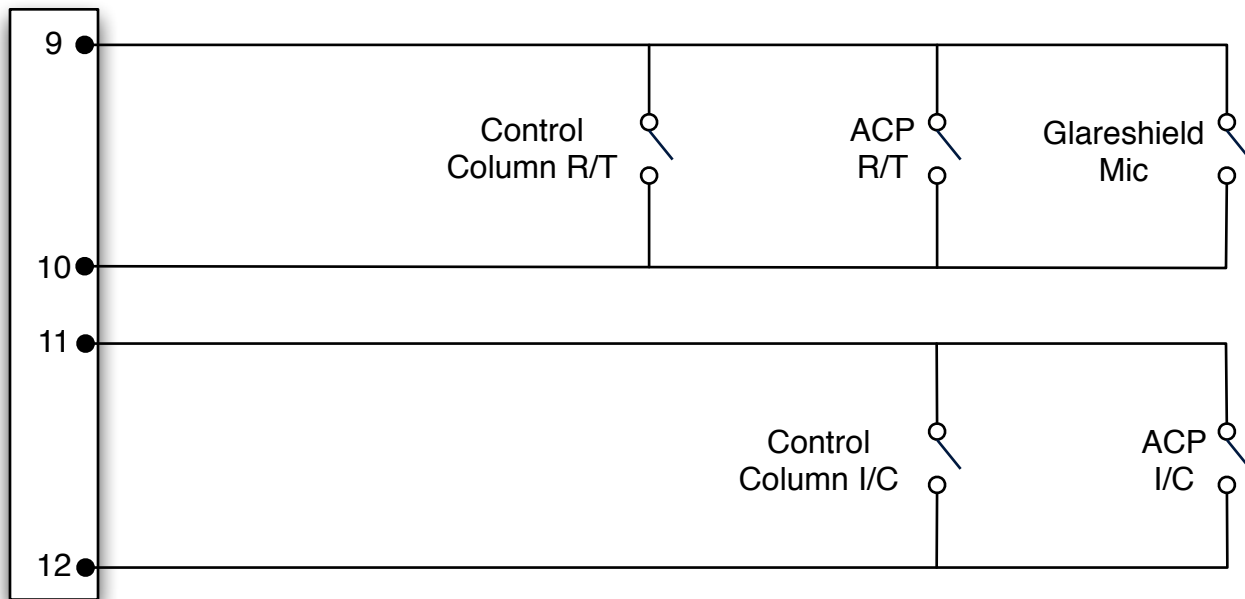 9
Control
Column R/T
ACP
R/T
Glareshield
Mic
10
11
Control
Column I/C
ACP
I/C
12